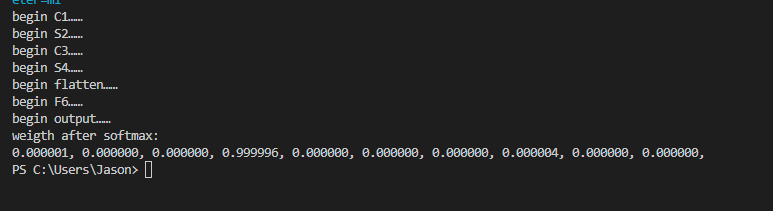 eter=mi
begin C1……
begin S2……
begin C3……
begin S4……
begin flatten……
begin F6……
begin output……
weigth after softmax:
0.000001, 0.000000, 0.000000, 0.999996, 0.000000, 0.000000, 0.000000, 0.000004, 0.000000, 0.000000,
PS C:\Users\Jason>